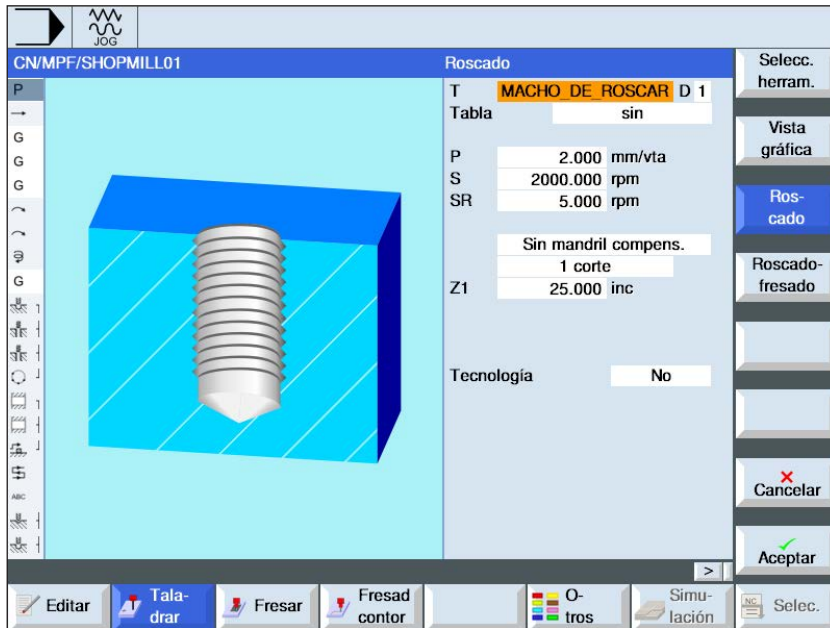 JOG
CN/MPF/SHOPMILL01
Roscado
P
G
G
G
G
ABC
T MACHO_DE_ROSCAR D 1
Tabla sin
P 2.000 mm/vta
S 2000.000 rpm
SR 5.000 rpm
Sin mandril compens.
1 corte
Z1 25.000 inc
Tecnología No
>
Selecc.
herram.
Vista
gráfica
Ros-
cado
Roscado-
fresado
Cancelar
Aceptar
Editar
Tala-
drar
Fresar
Fresad
contor
O-
tros
Simu-
lación
NC
Selec.